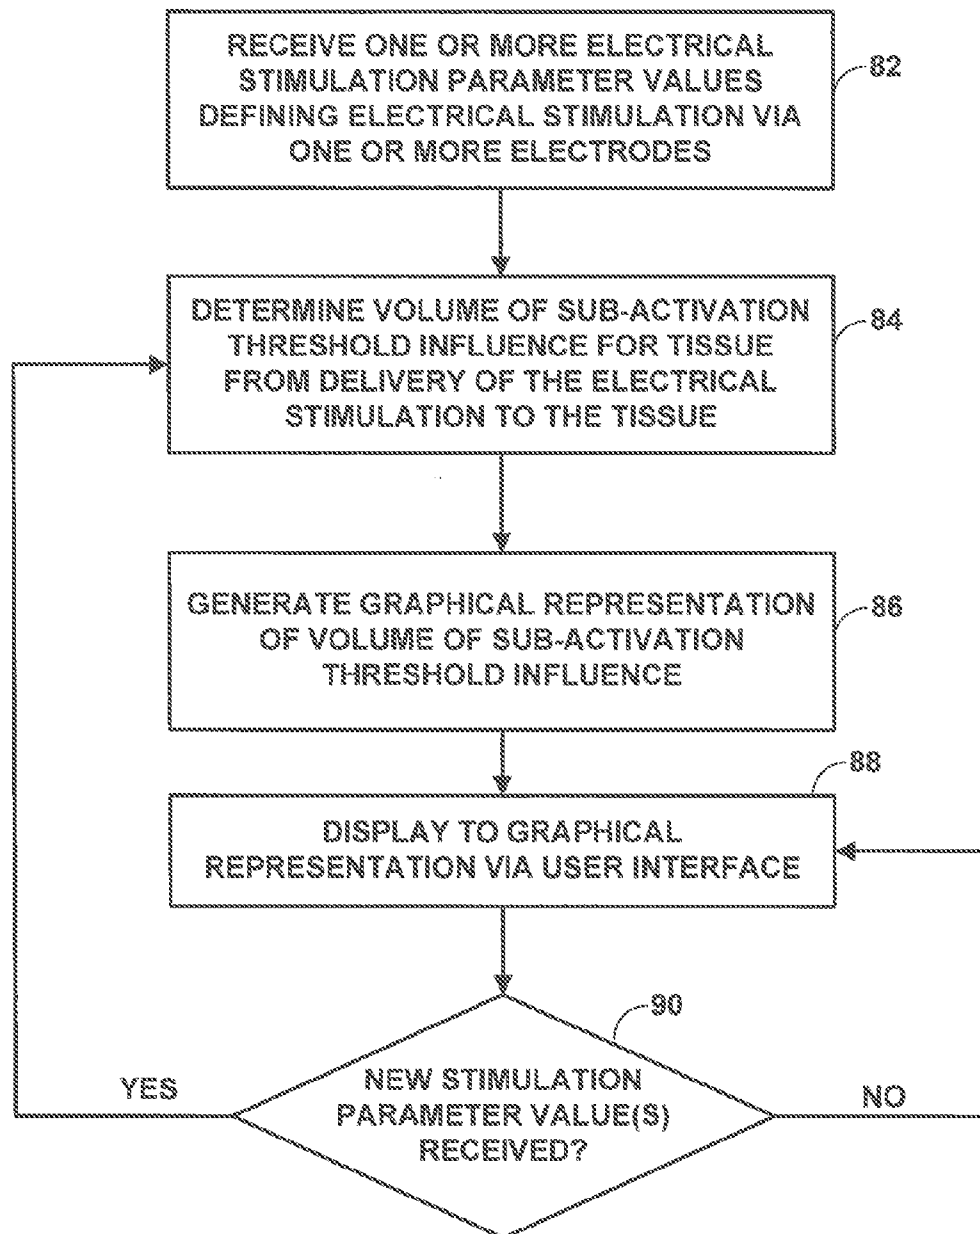 RECEIVE ONE OR MORE ELECTRICAL
STIMULATION PARAMETER VALUES
DEFINING ELECTRICAL STIMULATION VIA
ONE OR MORE ELECTRODES
82
DETERMINE VOLUME OF SUB-ACTIVATION
THRESHOLD INFLUENCE FOR TISSUE
FROM DELIVERY OF THE ELECTRICAL
STIMULATION TO THE TISSUE
84
GENERATE GRAPHICAL REPRESENTATION
OF VOLUME OF SUB-ACTIVATION
THRESHOLD INFLUENCE
86
88
DISPLAY TO GRAPHICAL
REPRESENTATION VIA USER INTERFACE
90
YES
NEW STIMULATION
PARAMETER VALUE(S)
RECEIVED?
NO